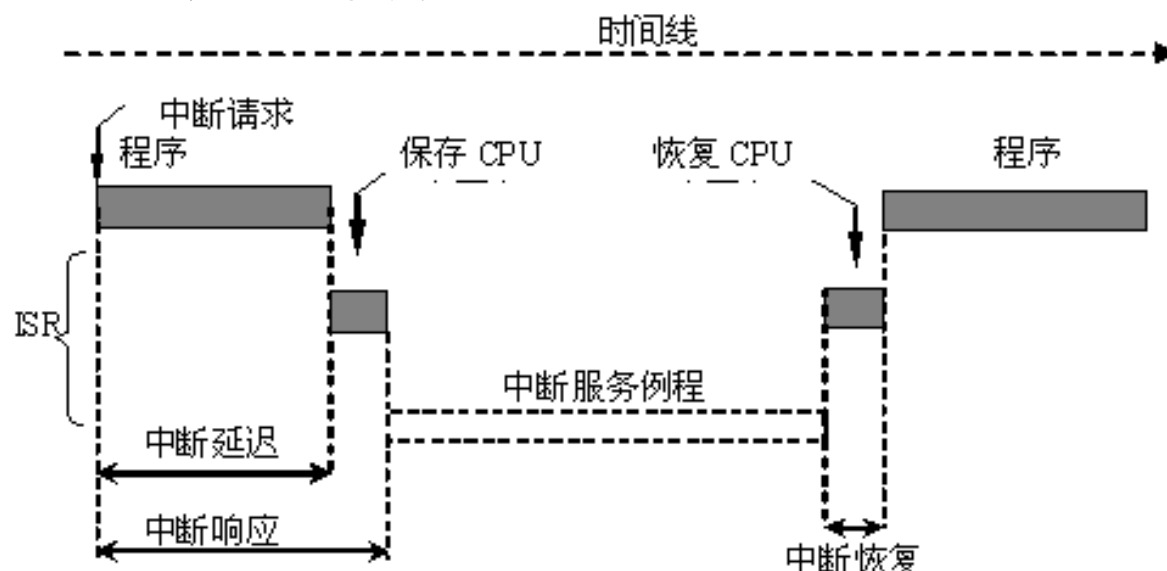 时间线
中断请求
程序
保存 CPU
恢复 CPU
程序
ISR
中断服务例程
中断延迟
中断响应
中断恢复